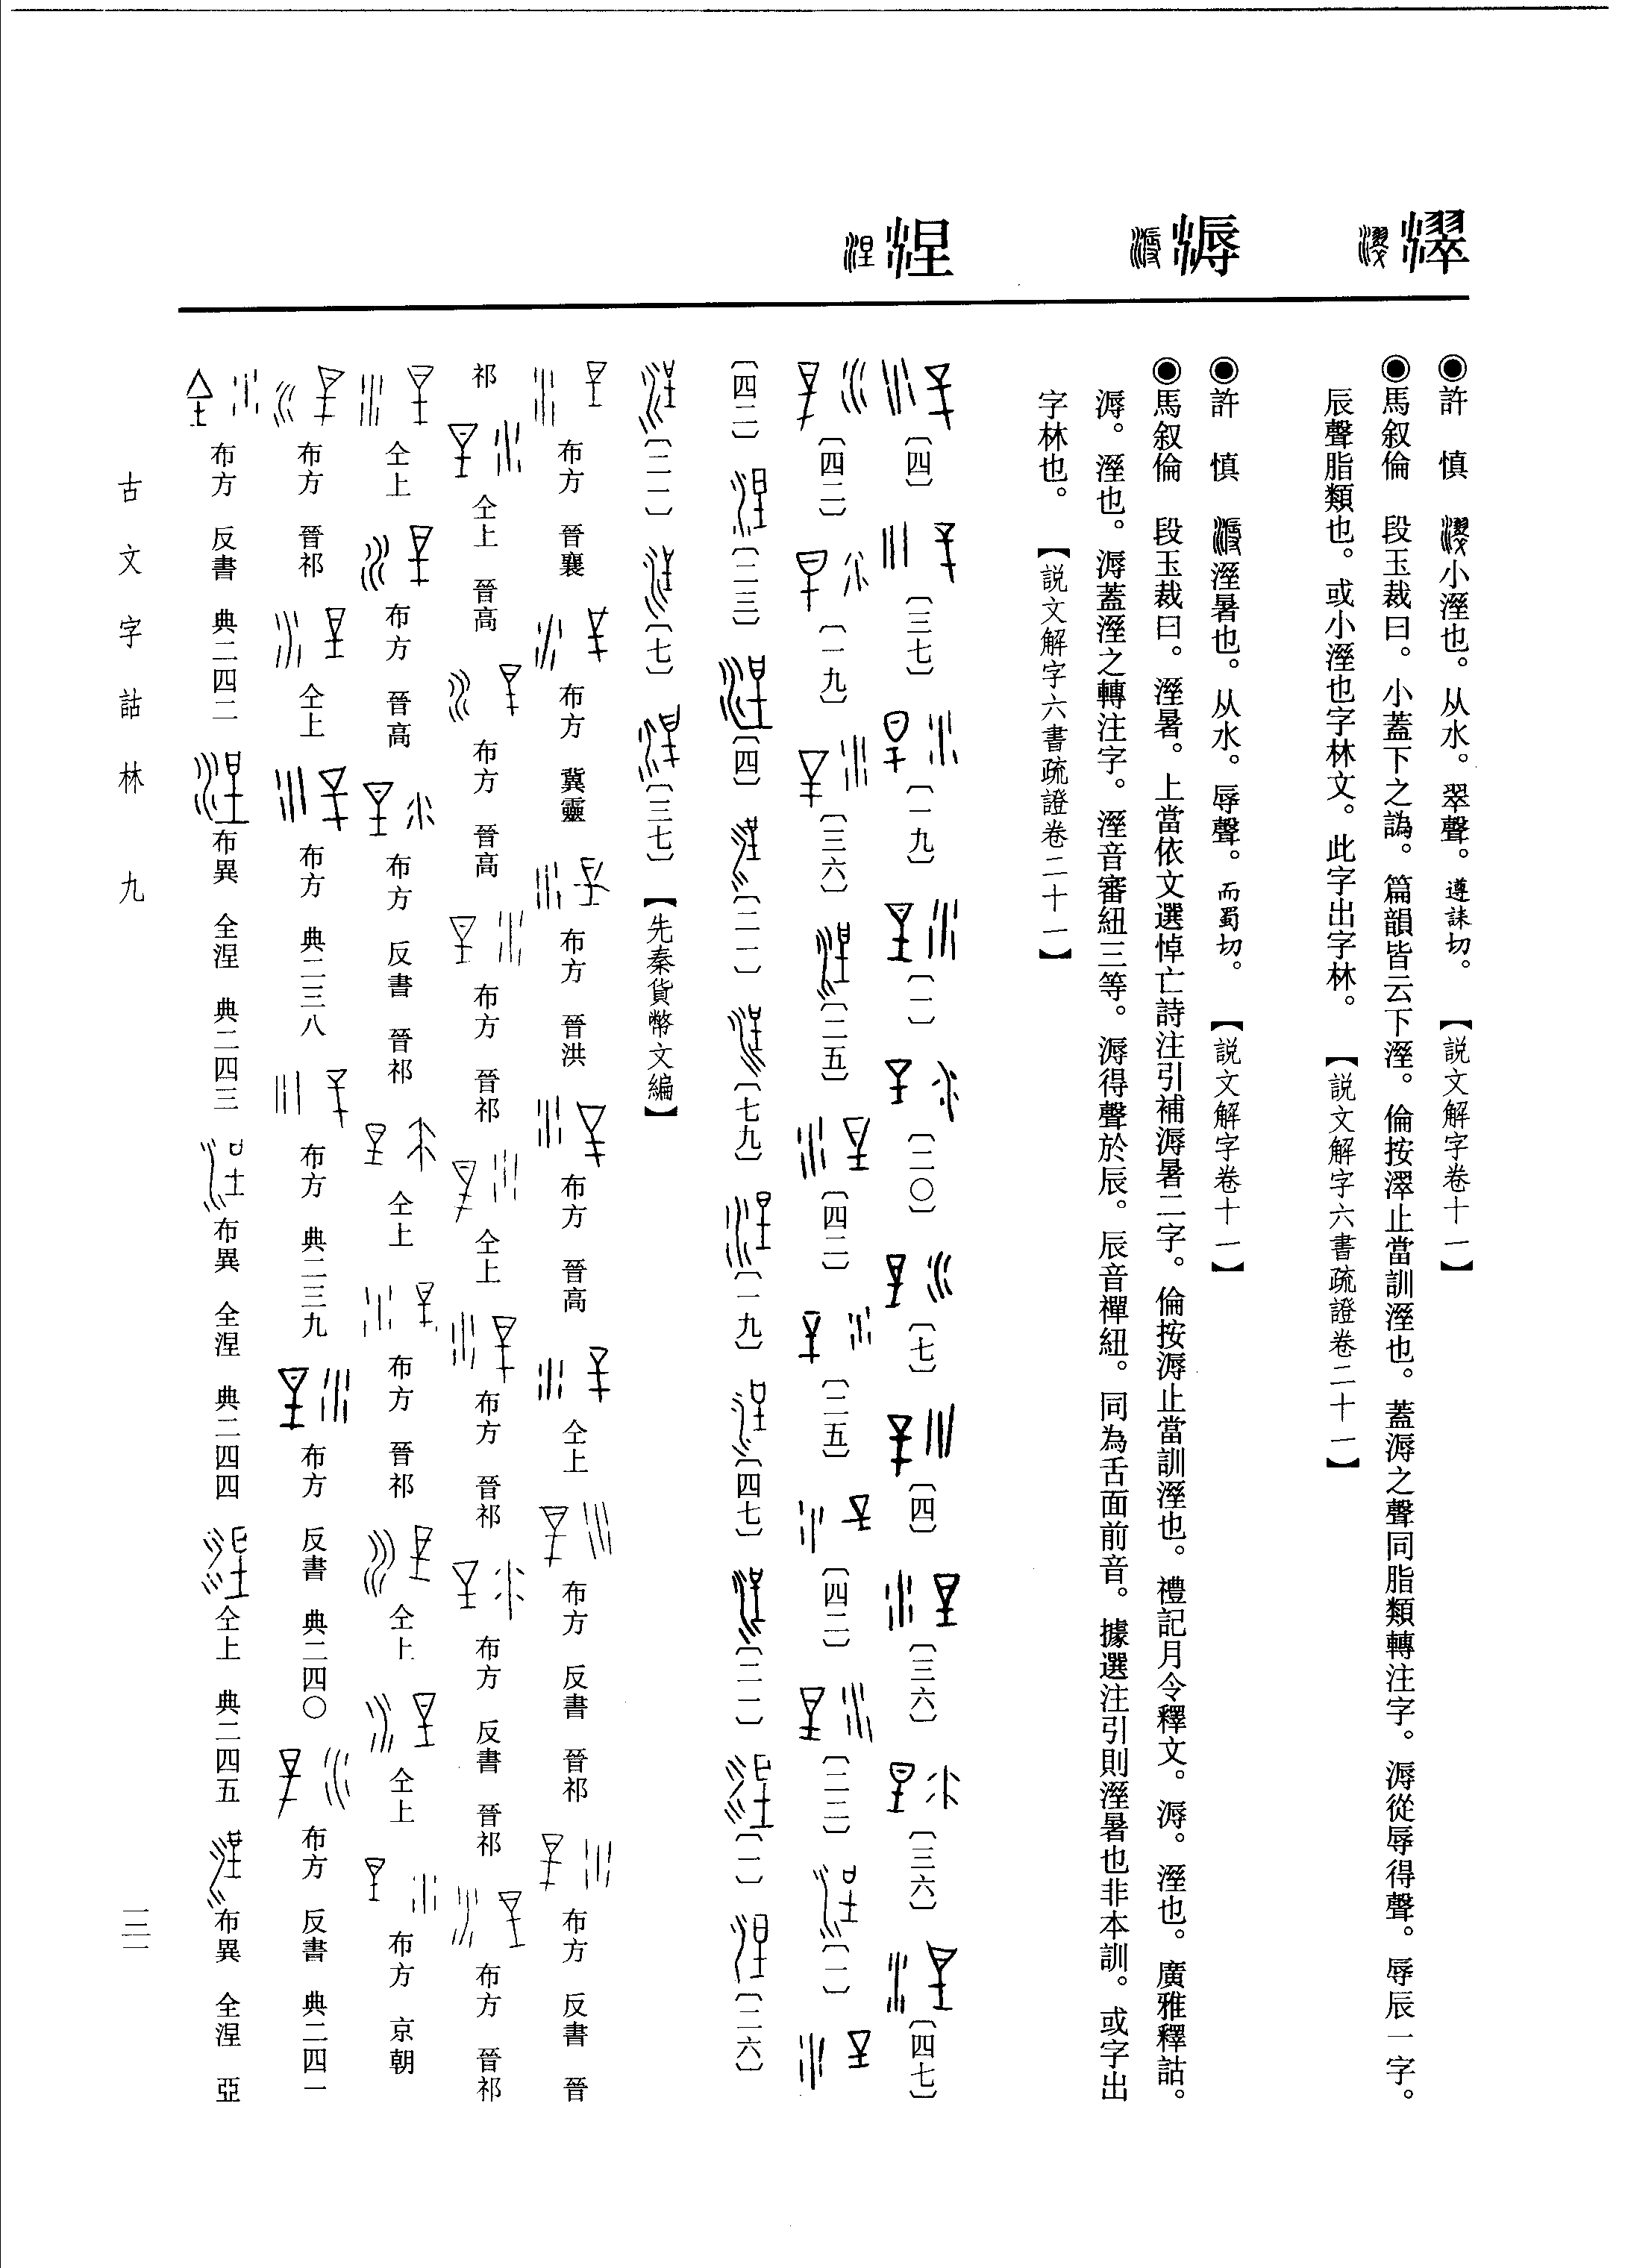 濢
◉許　慎　小溼也。从水。翠聲。遵誄切。【説文解字卷十一】
◉馬叙倫　段玉裁曰。小蓋下之譌。篇韻皆云下溼。倫按濢止當訓溼也。蓋溽之聲同脂類轉注字。溽從辱得聲。辱辰一字。
辰聲脂類也。或小溼也字林文。此字出字林。【説文解字六書疏證卷二十一】
溽
◉許　慎　溼暑也。从水。辱聲。而蜀切。【説文解字卷十一】
◉馬叙倫　段玉裁曰。溼暑。上當依文選悼亡詩注引補溽暑二字。倫按溽止當訓溼也。禮記月令釋文。溽。溼也。廣雅釋詁。
溽。溼也。溽蓋溼之轉注字。溼音審紐三等。溽得聲於辰。辰音禪紐。同為舌面前音。據選注引則溼暑也非本訓。或字出
字林也。【説文解字六書疏證卷二十一】
涅
〔四〕〔三七〕〔一九〕〔一〕〔二〇〕〔七〕〔四〕〔三六〕〔三六〕〔四七〕
〔四二〕〔一九〕〔三六〕〔二五〕〔四二〕〔二五〕〔四二〕〔二二〕〔一〕
〔四二〕〔二三〕〔四〕〔二一〕〔七九〕〔一九〕〔四七〕〔二一〕〔一〕〔二六〕
〔二一〕〔七〕〔三七〕【先秦貨幣文編】
布方　晉襄　布方　冀靈　布方　晉洪　布方　晉高　仝上　布方　反書　晉祁　布方　反書　晉
祁　仝上　晉高　布方　晉高　布方　晉祁　仝上　布方　晉祁　布方　反書　晉祁　布方　晉祁
仝上　布方　晉高　布方　反書　晉祁　仝上　布方　晉祁　仝上　仝上　布方　京朝
布方　晉祁　仝上　布方　典二三八　布方　典二三九　布方　反書　典二四〇　布方　反書　典二四一
布方　反書　典二四二　布異　全涅　典二四三　布異　全涅　典二四四　仝上　典二四五　布異　全涅　亞
古文字詁林　九
三一